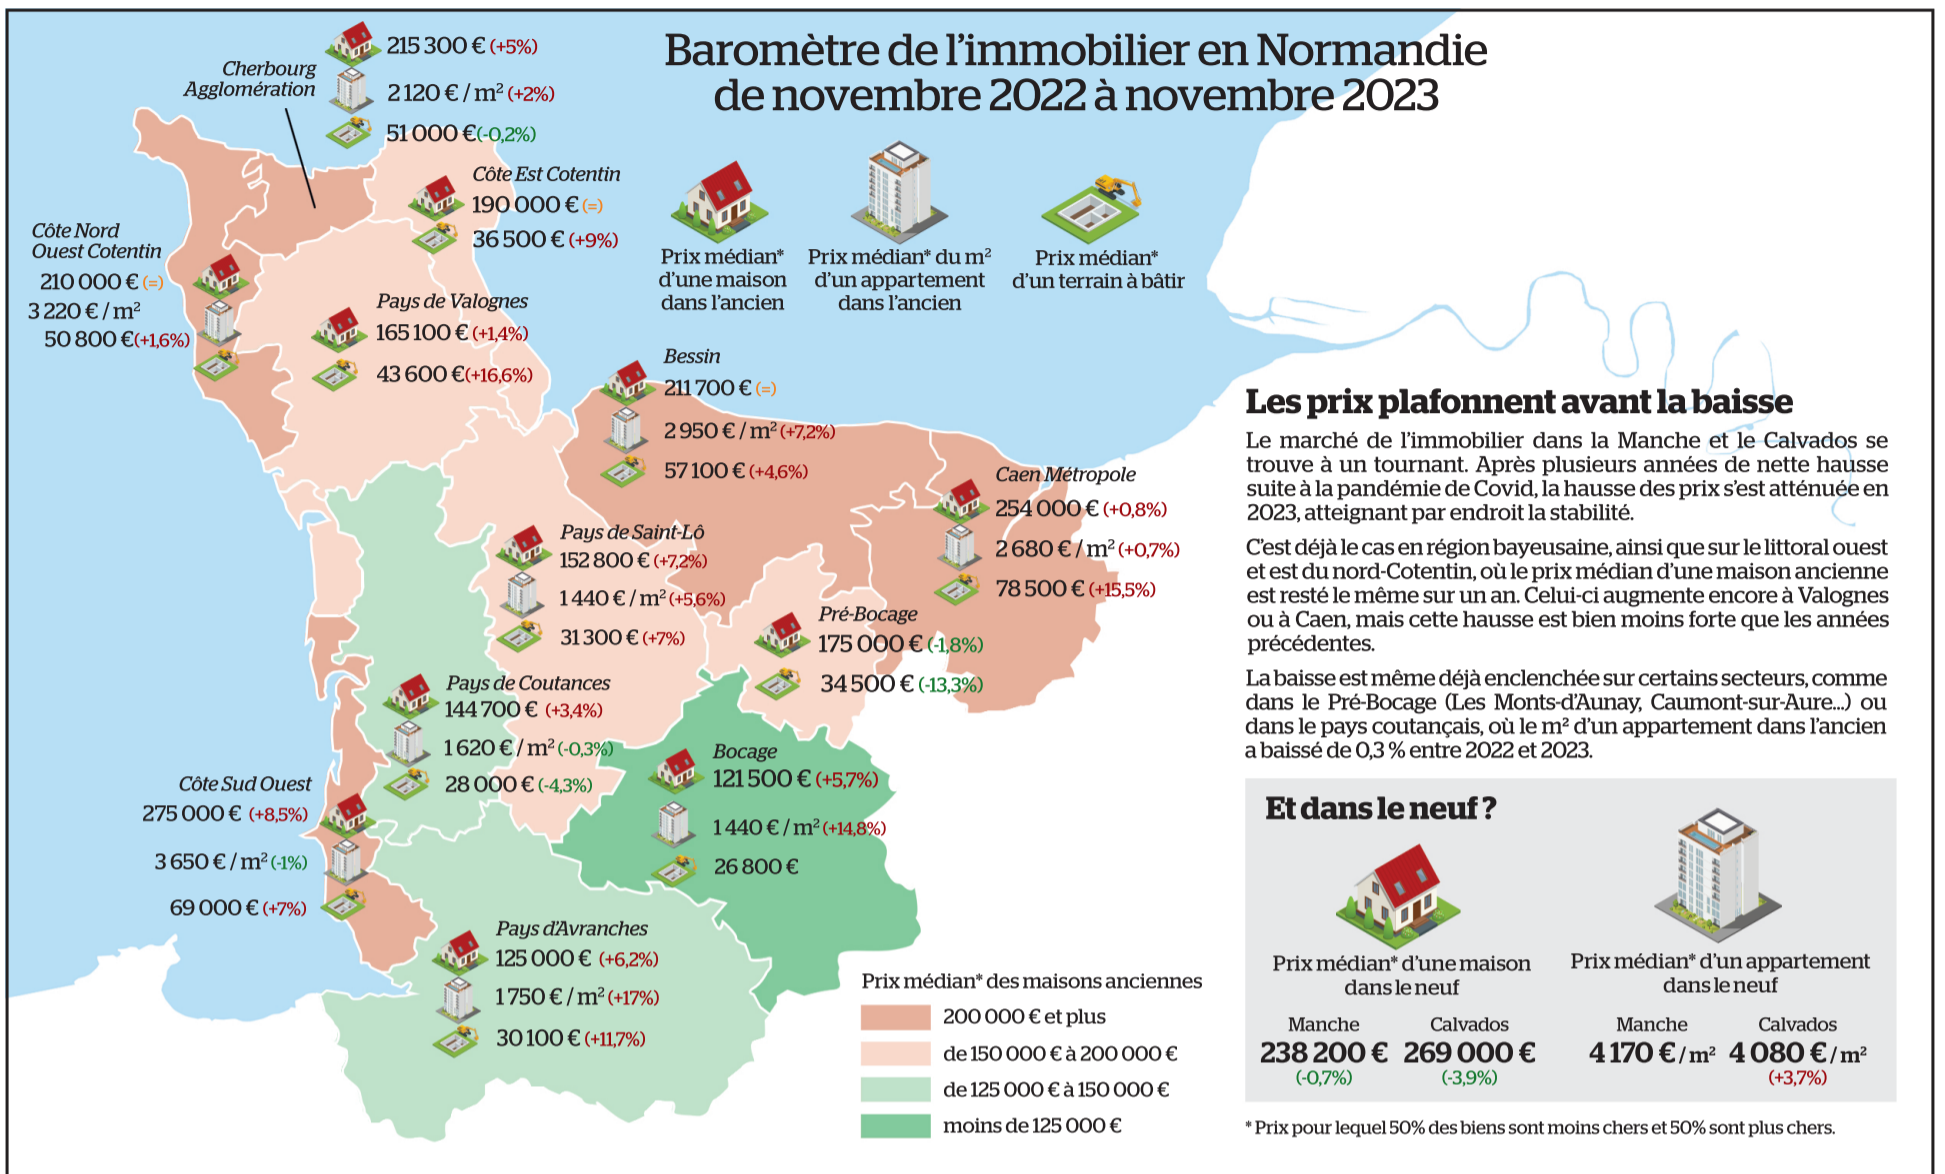 Baromètre de l'immobilier en Normandie
de novembre 2022 à novembre 2023
Prix médian*
d'une maison
dans l'ancien
Prix médian* du m²
d'un appartement
dans l'ancien
Prix médian*
d'un terrain à bâtir
Cherbourg
Agglomération
215 300 € (+5%)
2 120 € / m² (+2%)
51 000 €(-0,2%)
Côte Est Cotentin
190 000 € (=)
36 500 € (+9%)
Côte Nord
Ouest Cotentin
210 000 € (=)
3 220 € / m²
50 800 €(+1,6%)
Pays de Valognes
165 100 € (+1,4%)
43 600 €(+16,6%)
Bessin
211 700 € (=)
2 950 € / m² (+7,2%)
57 100 € (+4,6%)
Caen Métropole
254 000 € (+0,8%)
2 680 € / m² (+0,7%)
78 500 € (+15,5%)
Pays de Saint-Lô
152 800 € (+7,2%)
1 440 € / m² (+5,6%)
31 300 € (+7%)
Pré-Bocage
175 000 € (-1,8%)
34 500 € (-13,3%)
Pays de Coutances
144 700 € (+3,4%)
1 620 € / m² (-0,3%)
28 000 € (-4,3%)
Bocage
121 500 € (+5,7%)
1 440 € / m² (+14,8%)
26 800 €
Côte Sud Ouest
275 000 € (+8,5%)
3 650 € / m² (-1%)
69 000 € (+7%)
Pays d'Avranches
125 000 € (+6,2%)
1 750 € / m² (+17%)
30 100 € (+11,7%)
Prix médian* des maisons anciennes
200 000 € et plus
de 150 000 € à 200 000 €
de 125 000 € à 150 000 €
moins de 125 000 €
Les prix plafonnent avant la baisse
Le marché de l'immobilier dans la Manche et le Calvados se
trouve à un tournant. Après plusieurs années de nette hausse
suite à la pandémie de Covid, la hausse des prix s'est atténuée en
2023, atteignant par endroit la stabilité.
C'est déjà le cas en région bayeusaine, ainsi que sur le littoral ouest
et est du nord-Cotentin, où le prix médian d'une maison ancienne
est resté le même sur un an. Celui-ci augmente encore à Valognes
ou à Caen, mais cette hausse est bien moins forte que les années
précédentes.
La baisse est même déjà enclenchée sur certains secteurs, comme
dans le Pré-Bocage (Les Monts-d'Aunay, Caumont-sur-Aure...) ou
dans le pays coutançais, où le m² d'un appartement dans l'ancien
a baissé de 0,3 % entre 2022 et 2023.
Et dans le neuf ?
Prix médian* d'une maison
dans le neuf
Manche
238 200 €
(-0,7%)
Calvados
269 000 €
(-3,9%)
Prix médian* d'un appartement
dans le neuf
Manche
4 170 € / m²
Calvados
4 080 € / m²
(+3,7%)
* Prix pour lequel 50% des biens sont moins chers et 50% sont plus chers.